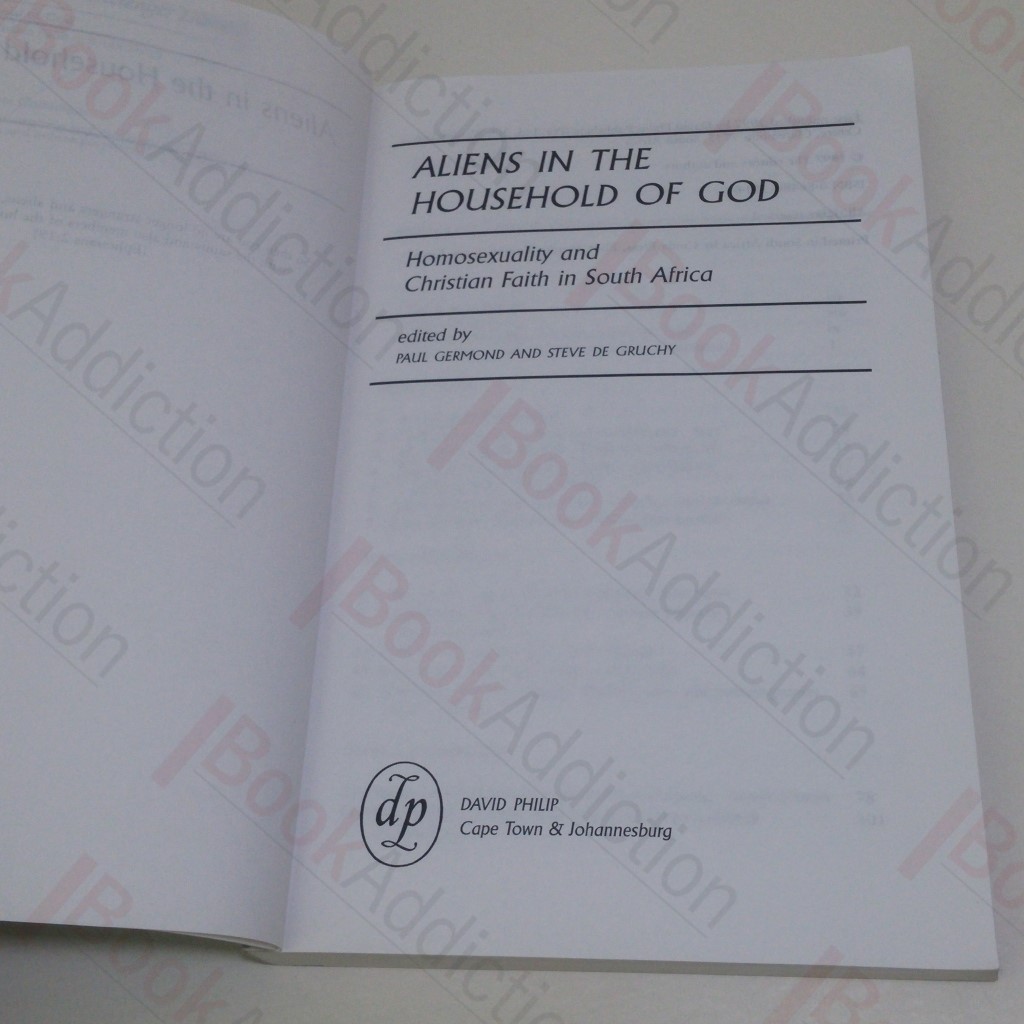 ALIENS IN THE
HOUSEHOLD OF GOD
Homosexuality and
Christian Faith in South Africa
edited by
PAUL GERMOND AND STEVE DE GRUCHY
dp
DAVID PHILIP
Cape Town & Johannesburg
BookAddiction